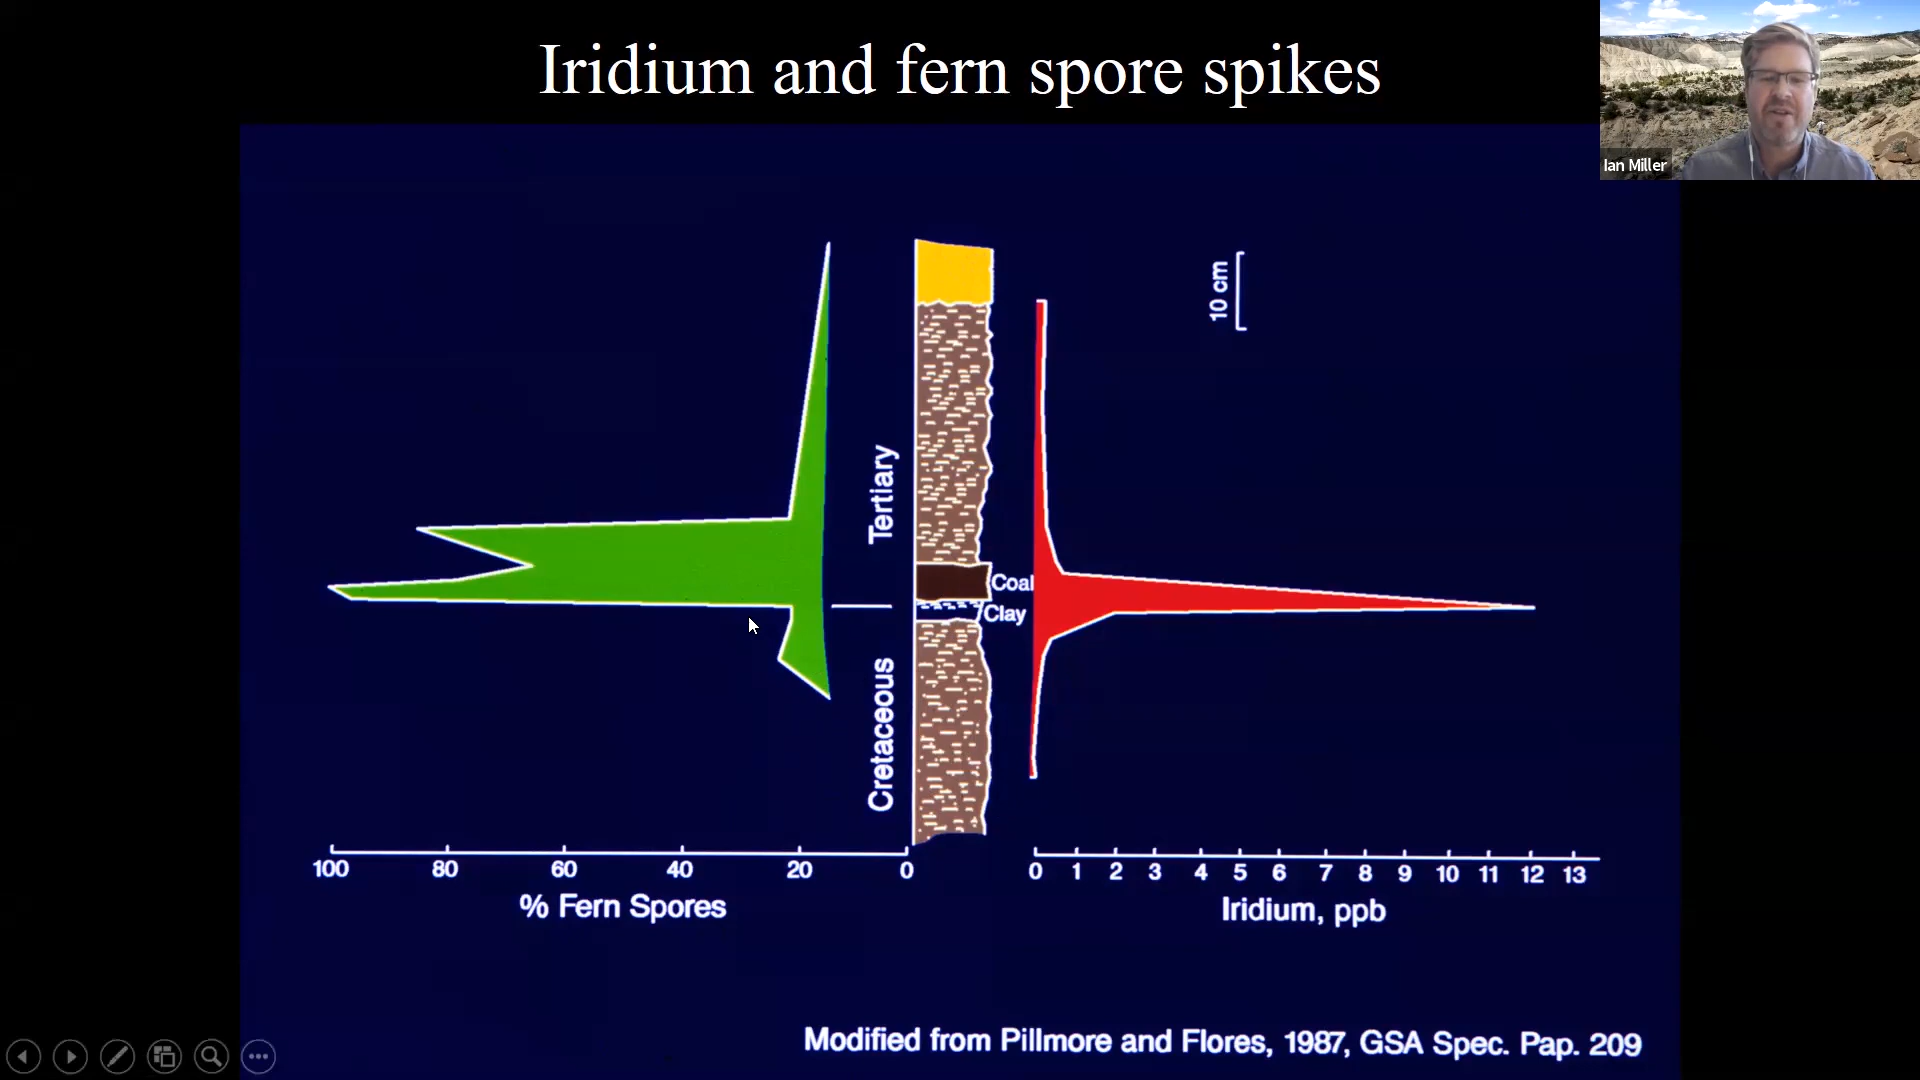 Iridium and fern spore spikes
Ian Miller
10 cm
Tertiary
Coal
Clay
Cretaceous
100 80 60 40 20 0
% Fern Spores
0 1 2 3 4 5 6 7 8 9 10 11 12 13
Iridium, ppb
Modified from Pillmore and Flores, 1987, GSA Spec. Pap. 209